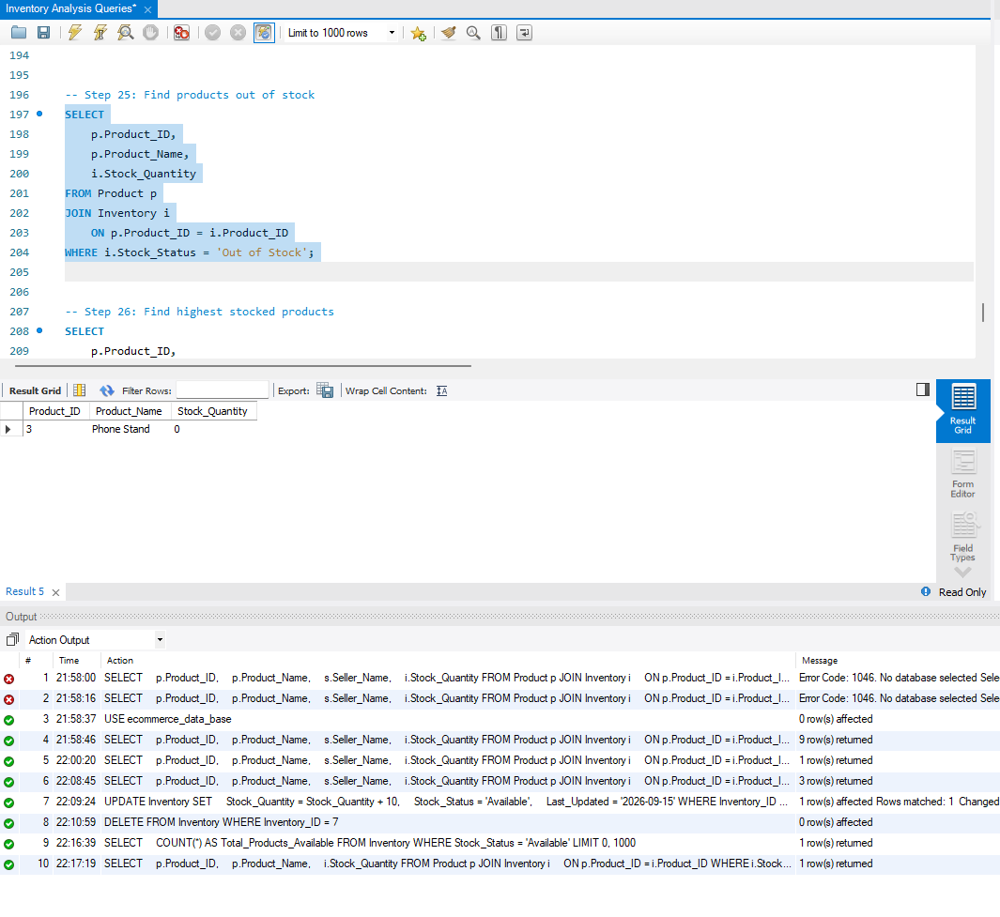 Inventory Analysis Queries*
Limit to 1000 rows
194
195
196 -- Step 25: Find products out of stock
197 SELECT
198 p.Product_ID,
199 p.Product_Name,
200 i.Stock_Quantity
201 FROM Product p
202 JOIN Inventory i
203 ON p.Product_ID = i.Product_ID
204 WHERE i.Stock_Status = 'Out of Stock';
205
206
207 -- Step 26: Find highest stocked products
208 SELECT
209 p.Product_ID,
Result Grid Filter Rows: Export: Wrap Cell Content:
Product_ID Product_Name Stock_Quantity
3 Phone Stand 0
Result Grid
Form Editor
Field Types
Result 5
Read Only
Output
Action Output
# Time Action Message
1 21:58:00 SELECT p.Product_ID, p.Product_Name, s.Seller_Name, i.Stock_Quantity FROM Product p JOIN Inventory i ON p.Product_ID = i.Product_I... Error Code: 1046. No database selected Sele
2 21:58:16 SELECT p.Product_ID, p.Product_Name, s.Seller_Name, i.Stock_Quantity FROM Product p JOIN Inventory i ON p.Product_ID = i.Product_I... Error Code: 1046. No database selected Sele
3 21:58:37 USE ecommerce_data_base 0 row(s) affected
4 21:58:46 SELECT p.Product_ID, p.Product_Name, s.Seller_Name, i.Stock_Quantity FROM Product p JOIN Inventory i ON p.Product_ID = i.Product_I... 9 row(s) returned
5 22:00:20 SELECT p.Product_ID, p.Product_Name, s.Seller_Name, i.Stock_Quantity FROM Product p JOIN Inventory i ON p.Product_ID = i.Product_I... 1 row(s) returned
6 22:08:45 SELECT p.Product_ID, p.Product_Name, s.Seller_Name, i.Stock_Quantity FROM Product p JOIN Inventory i ON p.Product_ID = i.Product_I... 3 row(s) returned
7 22:09:24 UPDATE Inventory SET Stock_Quantity = Stock_Quantity + 10, Stock_Status = 'Available', Last_Updated = '2026-09-15' WHERE Inventory_ID ... 1 row(s) affected Rows matched: 1 Changed
8 22:10:59 DELETE FROM Inventory WHERE Inventory_ID = 7 0 row(s) affected
9 22:16:39 SELECT COUNT(*) AS Total_Products_Available FROM Inventory WHERE Stock_Status = 'Available' LIMIT 0, 1000 1 row(s) returned
10 22:17:19 SELECT p.Product_ID, p.Product_Name, i.Stock_Quantity FROM Product p JOIN Inventory i ON p.Product_ID = i.Product_ID WHERE i.Stock... 1 row(s) returned